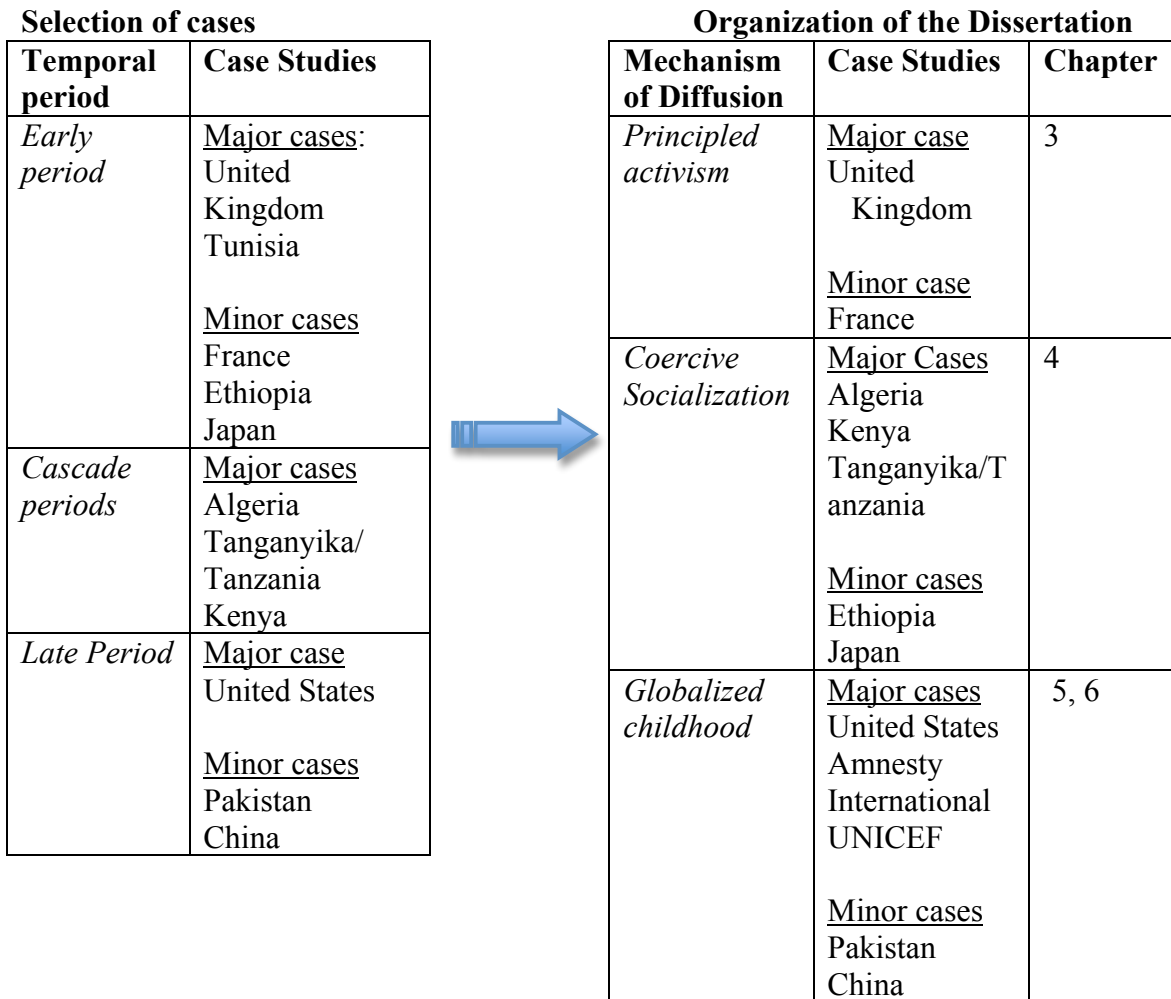 Selection of cases
Temporal period
Case Studies
Early period
Major cases:
United
Kingdom
Tunisia
Minor cases
France
Ethiopia
Japan
Cascade periods
Major cases
Algeria
Tanganyika/
Tanzania
Kenya
Late Period
Major case
United States
Minor cases
Pakistan
China
Organization of the Dissertation
Mechanism of Diffusion
Case Studies
Chapter
Principled activism
Major case
United
Kingdom
Minor case
France
3
Coercive Socialization
Major Cases
Algeria
Kenya
Tanganyika/T
anzania
Minor cases
Ethiopia
Japan
4
Globalized childhood
Major cases
United States
Amnesty
International
UNICEF
Minor cases
Pakistan
China
5, 6